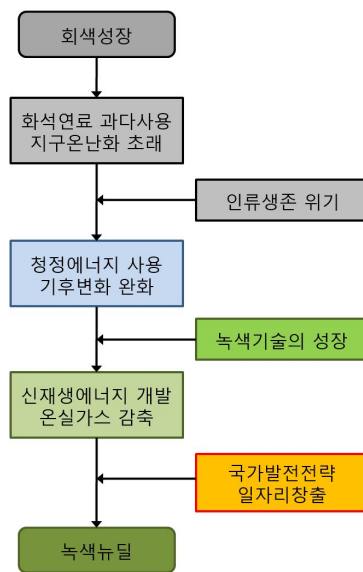 회색성장
화석연료 과다사용
지구온난화 초래
인류생존 위기
청정에너지 사용
기후변화 완화
녹색기술의 성장
신재생에너지 개발
온실가스 감축
국가발전전략
일자리창출
녹색뉴딜